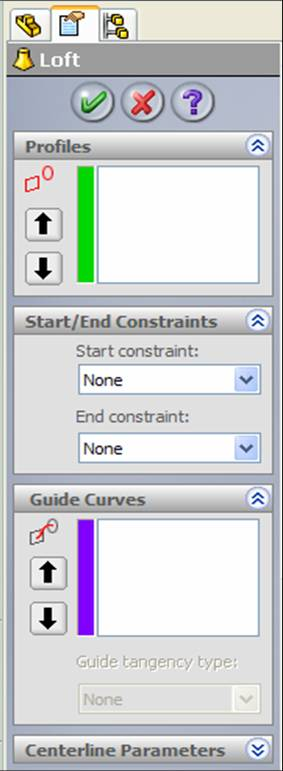 Loft
?
Profiles
Start/End Constraints
Start constraint:
None
End constraint:
None
Guide Curves
Guide tangency type:
None
Centerline Parameters